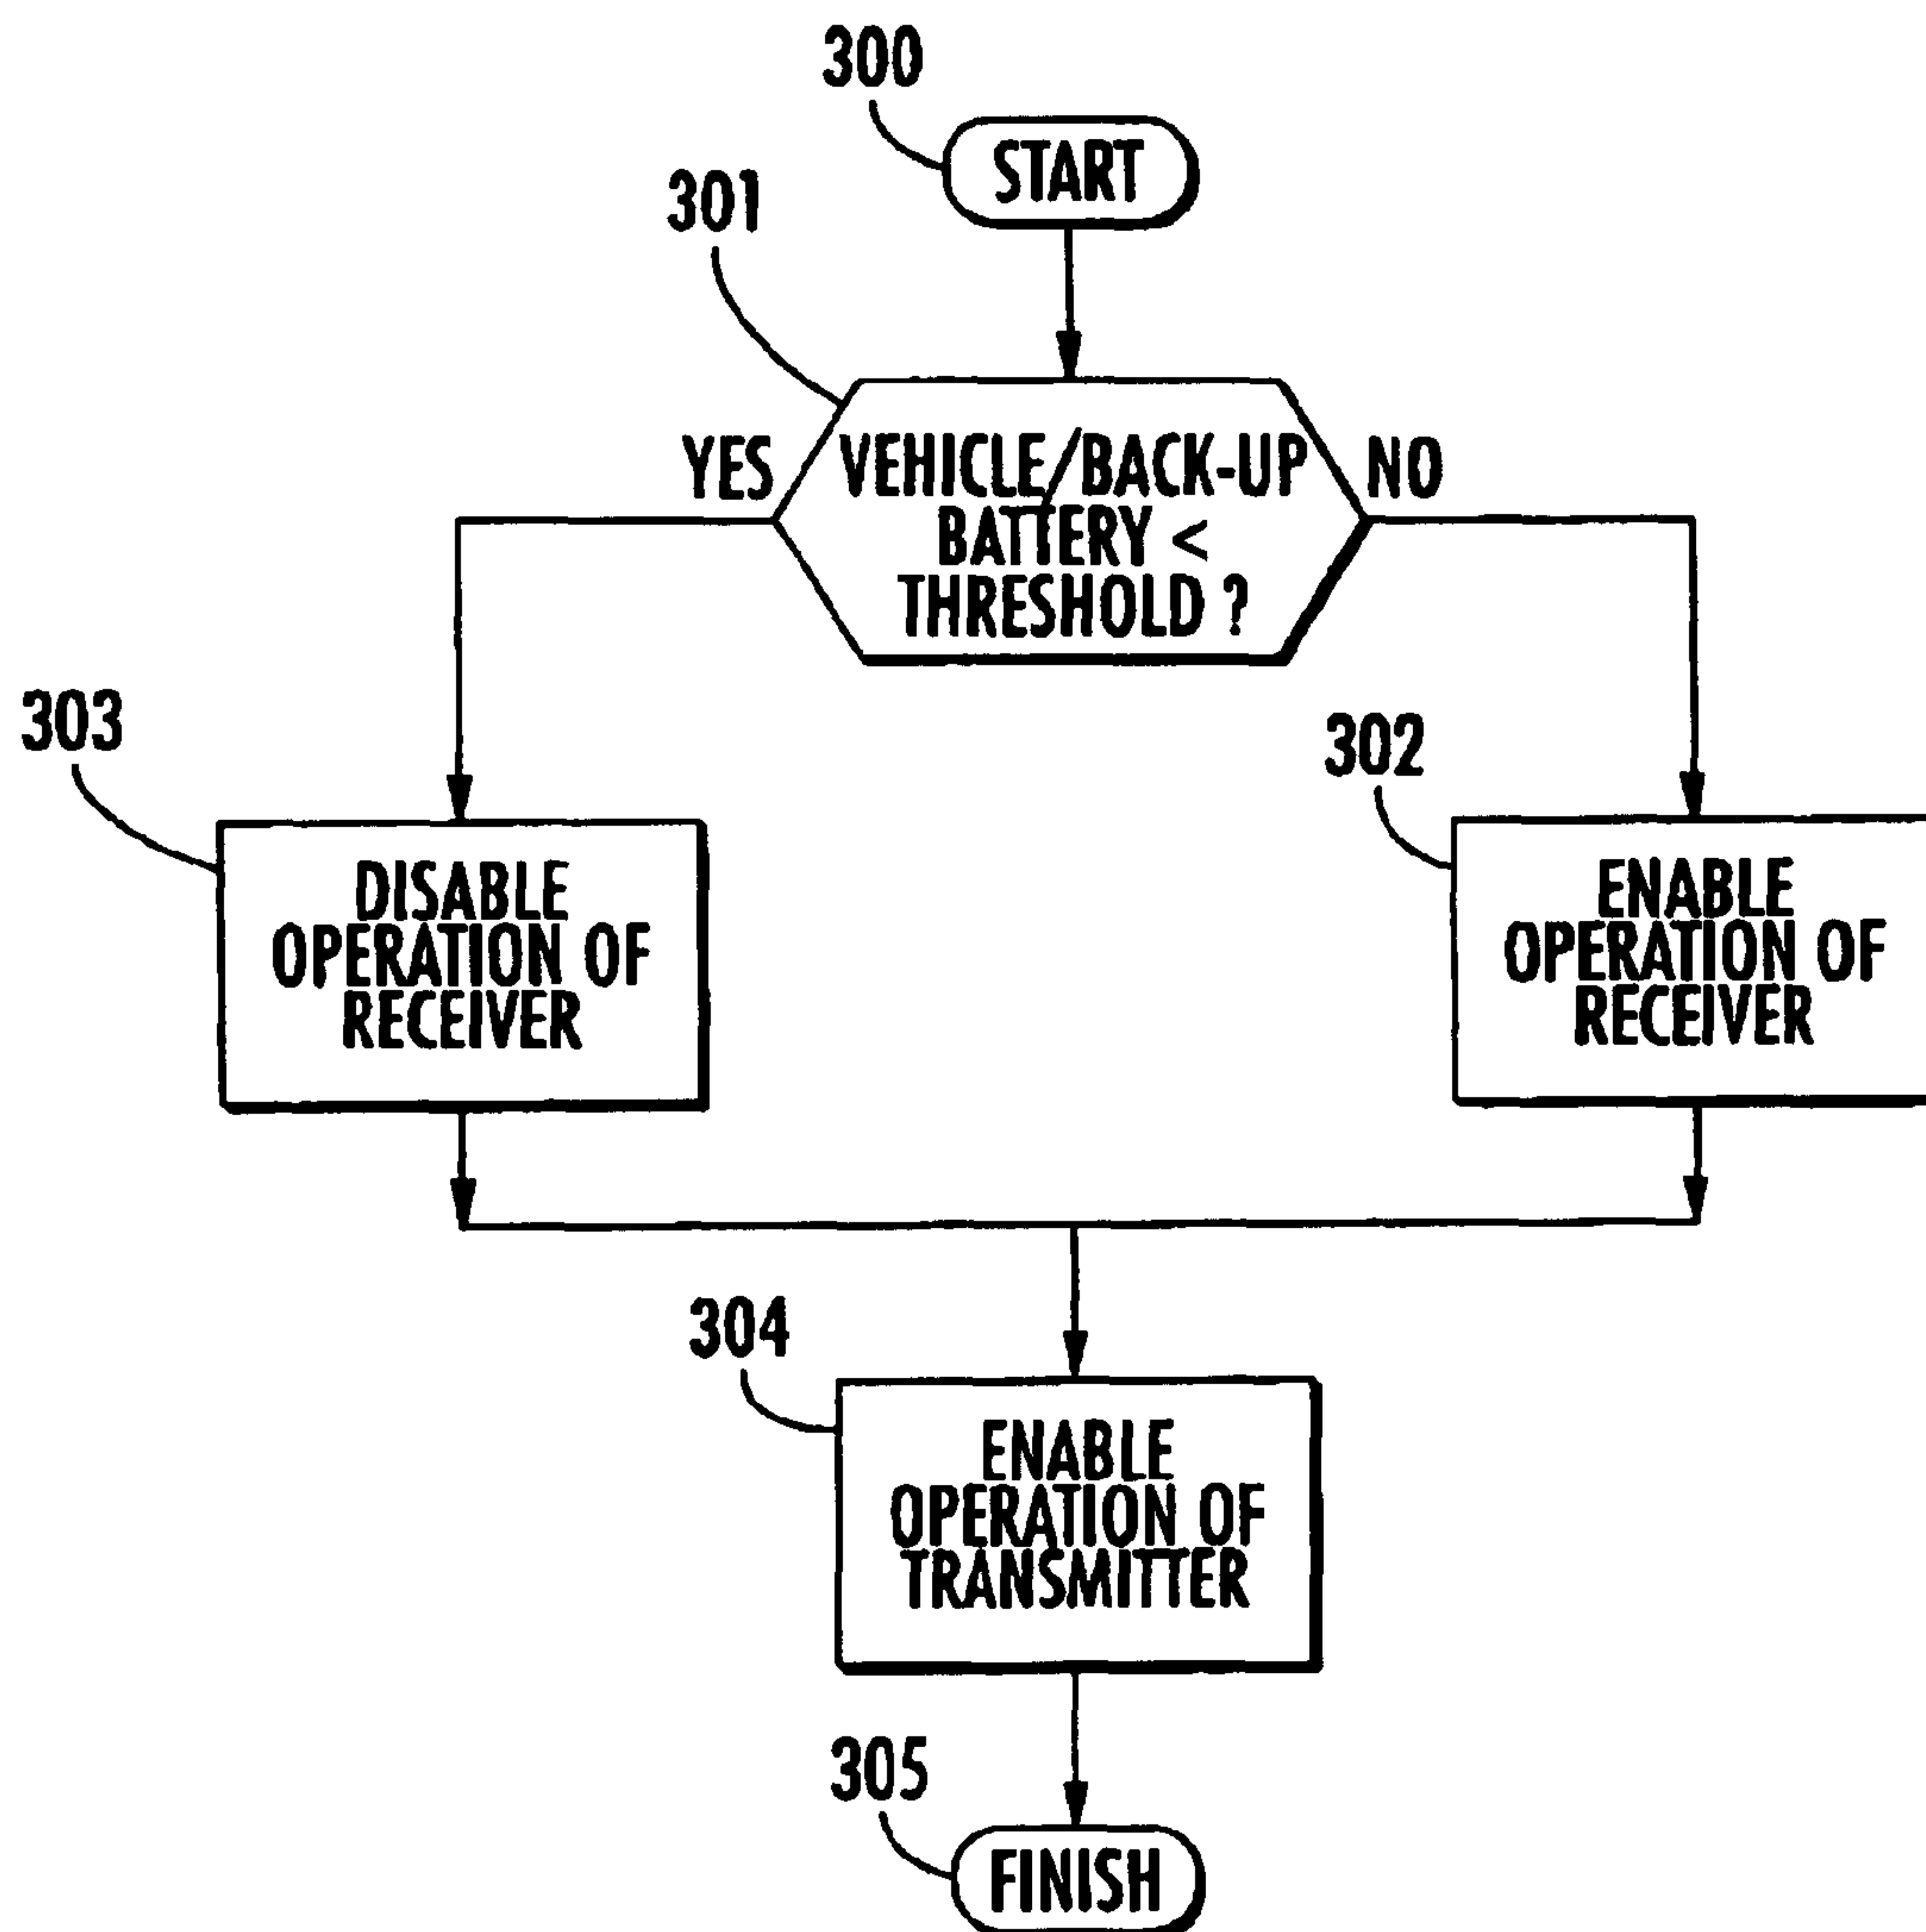 300
START
301
YES
VEHICLE/BACK-UP
BATTERY <
THRESHOLD ?
NO
303
302
DISABLE
OPERATION OF
RECEIVER
ENABLE
OPERATION OF
RECEIVER
304
ENABLE
OPERATION OF
TRANSMITTER
305
FINISH